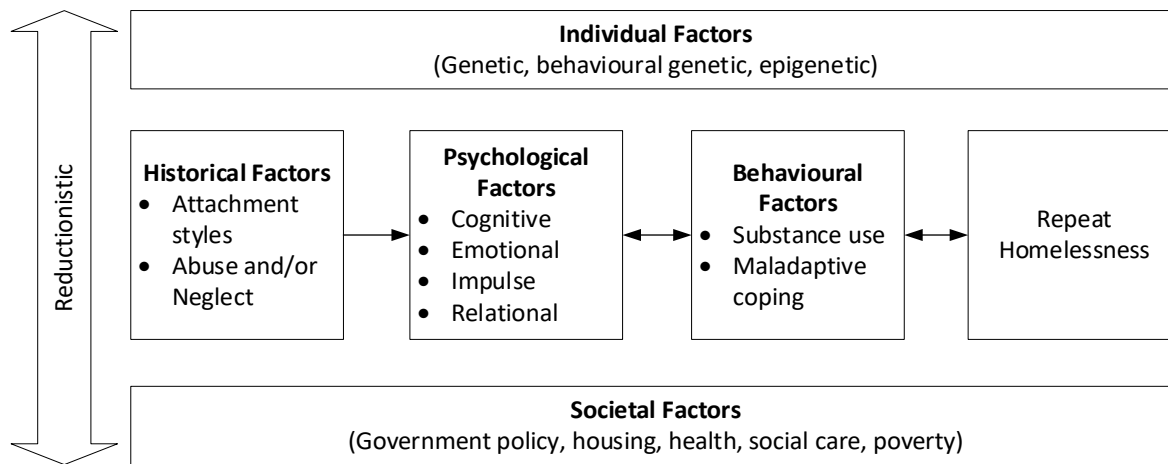 Individual Factors
(Genetic, behavioural genetic, epigenetic)
Reductionistic
Historical Factors
• Attachment
styles
• Abuse and/or
Neglect
Psychological
Factors
• Cognitive
• Emotional
• Impulse
• Relational
Behavioural
Factors
• Substance use
• Maladaptive
coping
Repeat
Homelessness
Societal Factors
(Government policy, housing, health, social care, poverty)